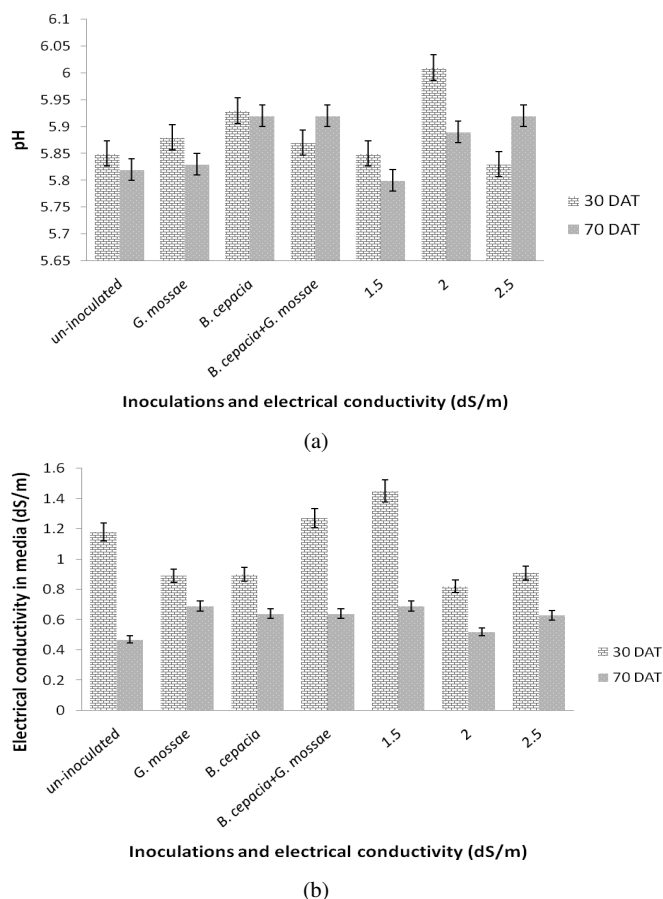 6.1
6.05
6
5.95
5.9
5.85
5.8
5.75
5.7
5.65
pH
30 DAT
70 DAT
un-inoculated
G. mossae
B. cepacia
B. cepacia+G. mossae
1.5
2
2.5
Inoculations and electrical conductivity (dS/m)
(a)
1.6
1.4
1.2
1
0.8
0.6
0.4
0.2
0
Electrical conductivity in media (dS/m)
30 DAT
70 DAT
un-inoculated
G. mossae
B. cepacia
B. cepacia+G. mossae
1.5
2
2.5
Inoculations and electrical conductivity (dS/m)
(b)